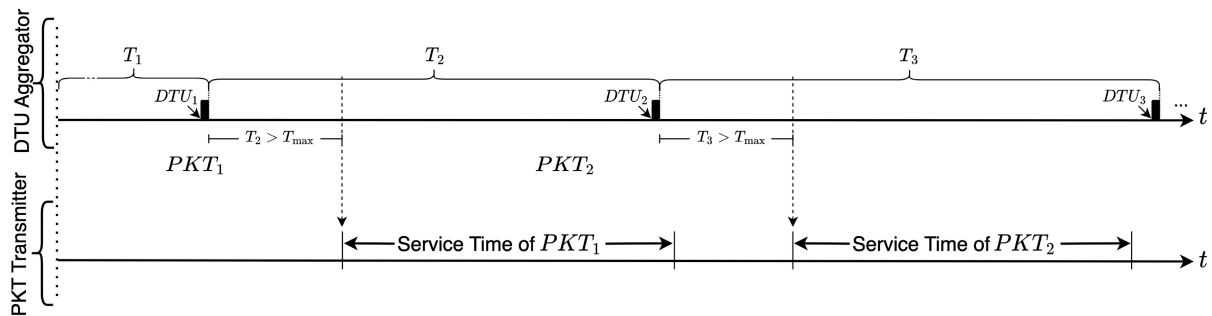 DTU Aggregator
T₁
T₂
T₃
DTU₁
DTU₂
DTU₃
...
t
T₂ > Tₘₐₓ
T₃ > Tₘₐₓ
PKT₁
PKT₂
PKT Transmitter
Service Time of PKT₁
Service Time of PKT₂
t